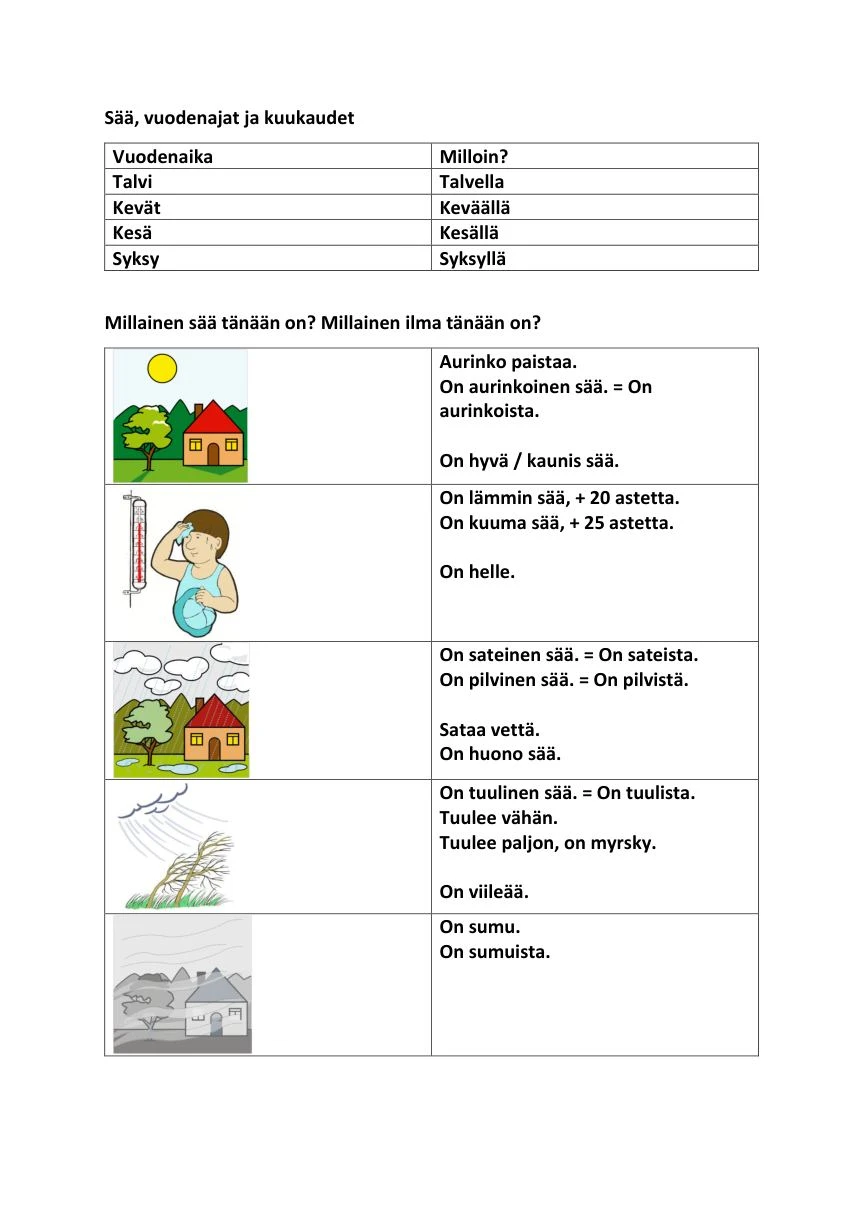 Sää, vuodenajat ja kuukaudet
Vuodenaika Milloin?
Talvi Talvella
Kevät Keväällä
Kesä Kesällä
Syksy Syksyllä
Millainen sää tänään on? Millainen ilma tänään on?
Aurinko paistaa.
On aurinkoinen sää. = On
aurinkoista.
On hyvä / kaunis sää.
On lämmin sää, + 20 astetta.
On kuuma sää, + 25 astetta.
On helle.
On sateinen sää. = On sateista.
On pilvinen sää. = On pilvistä.
Sataa vettä.
On huono sää.
On tuulinen sää. = On tuulista.
Tuulee vähän.
Tuulee paljon, on myrsky.
On viileää.
On sumu.
On sumuista.